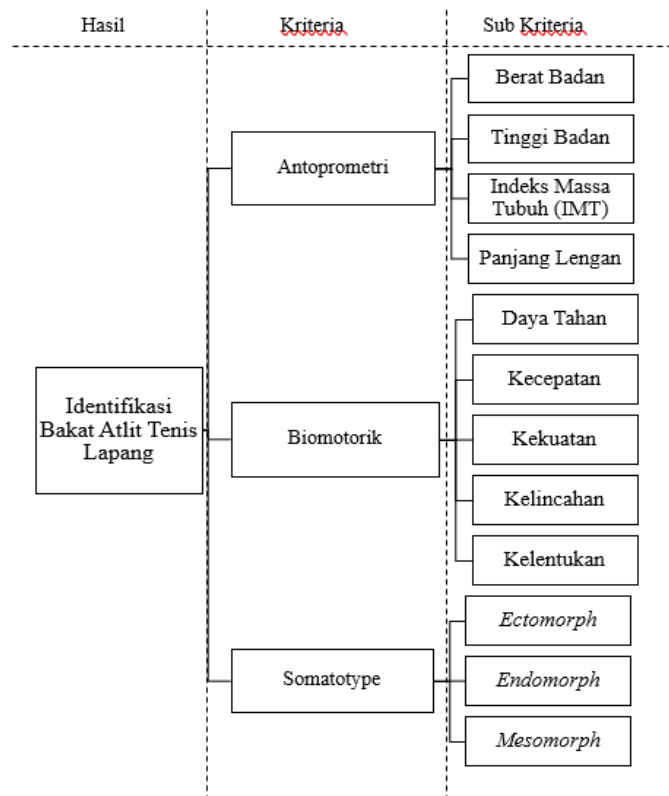 Hasil
Kriteria
Sub Kriteria
Berat Badan
Tinggi Badan
Antoprometri
Indeks Massa
Tubuh (IMT)
Panjang Lengan
Daya Tahan
Kecepatan
Identifikasi
Bakat Atlit Tenis
Lapang
Biomotorik
Kekuatan
Kelincahan
Kelentukan
Ectomorph
Somatotype
Endomorph
Mesomorph